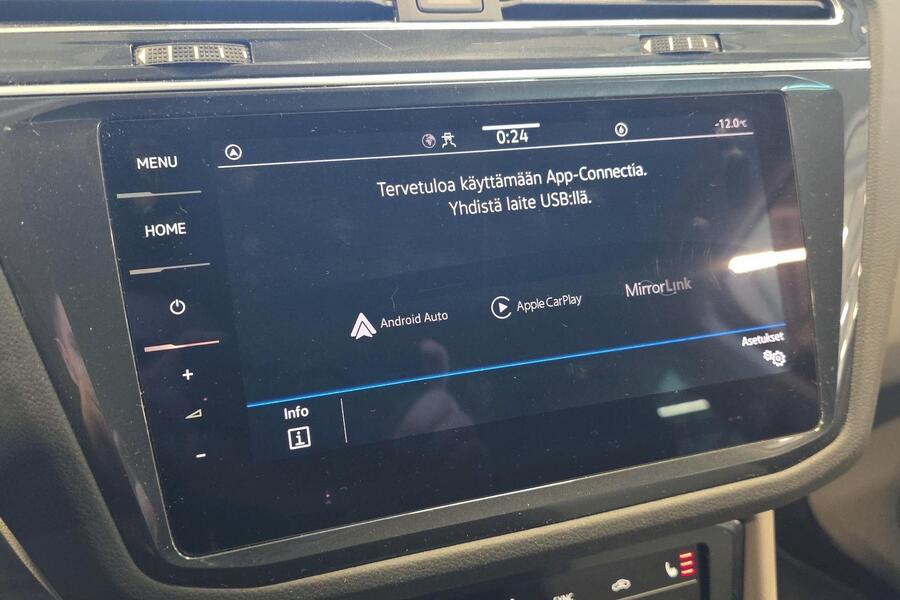 MENU
HOME
0:24
-12.0°C
Tervetuloa käyttämään App-Connectia.
Yhdistä laite USB:llä.
Android Auto
Apple CarPlay
MirrorLink
Asetukset
Info
+
-
SYNC